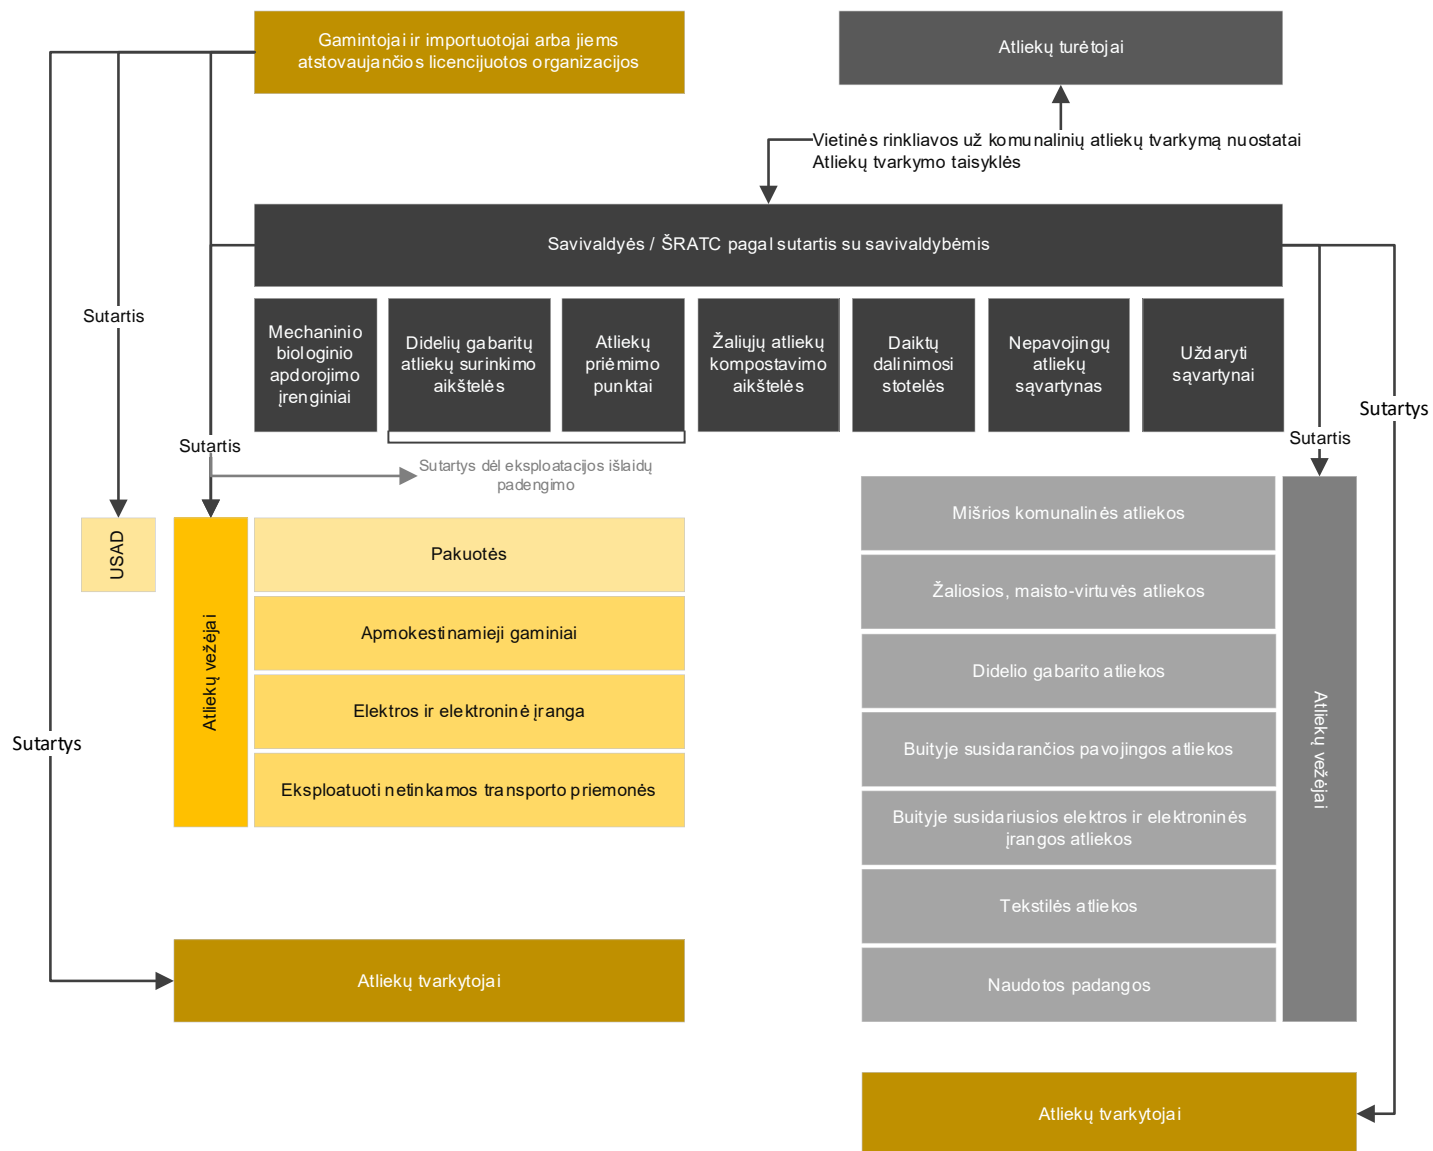 Gamintojai ir importuotojai arba jiems
atstovaujančios licencijuotos organizacijos
Atliekų turėtojai
Vietinės rinkliavos už komunalinių atliekų tvarkymą nuostatai
Atliekų tvarkymo taisyklės
Savivaldyės / ŠRATC pagal sutartis su savivaldybėmis
Sutartis
Mechaninio
biologinio
apdorojimo
įrenginiai
Didelių gabaritų
atliekų surinkimo
aikštelės
Atliekų
priėmimo
punktai
Žaliųjų atliekų
kompostavimo
aikštelės
Daiktų
dalinimosi
stotelės
Nepavojingų
atliekų
sąvartynas
Uždaryti
sąvartynai
Sutartys
Sutartis
Sutartis
Sutartys dėl eksploatacijos išlaidų
padengimo
USAD
Atliekų vežėjai
Pakuotės
Apmokestinamieji gaminiai
Elektros ir elektroninė įranga
Eksploatuoti netinkamos transporto priemonės
Sutartys
Atliekų tvarkytojai
Mišrios komunalinės atliekos
Žaliosios, maisto-virtuvės atliekos
Didelio gabarito atliekos
Buityje susidarančios pavojingos atliekos
Buityje susidariusios elektros ir elektroninės
įrangos atliekos
Tekstilės atliekos
Naudotos padangos
Atliekų vežėjai
Atliekų tvarkytojai